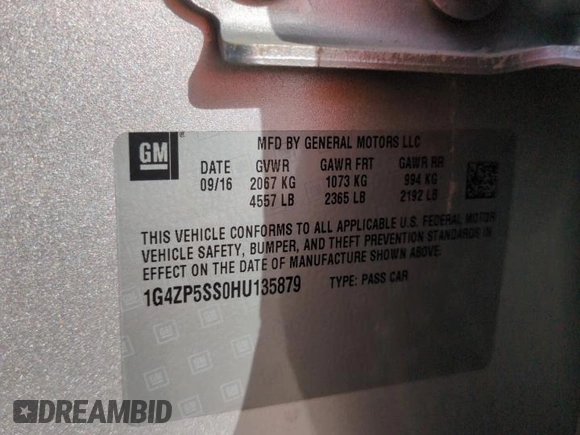 GM
MFD BY GENERAL MOTORS LLC
DATE GVWR GAWR FRT GAWR RR
09/16 2067 KG 1073 KG 994 KG
4557 LB 2365 LB 2192 LB
THIS VEHICLE CONFORMS TO ALL APPLICABLE U.S. FEDERAL MOTOR
VEHICLE SAFETY, BUMPER, AND THEFT PREVENTION STANDARDS IN
EFFECT ON THE DATE OF MANUFACTURE SHOWN ABOVE.
1G4ZP5SS0HU135879 TYPE: PASS CAR
DREAMBID